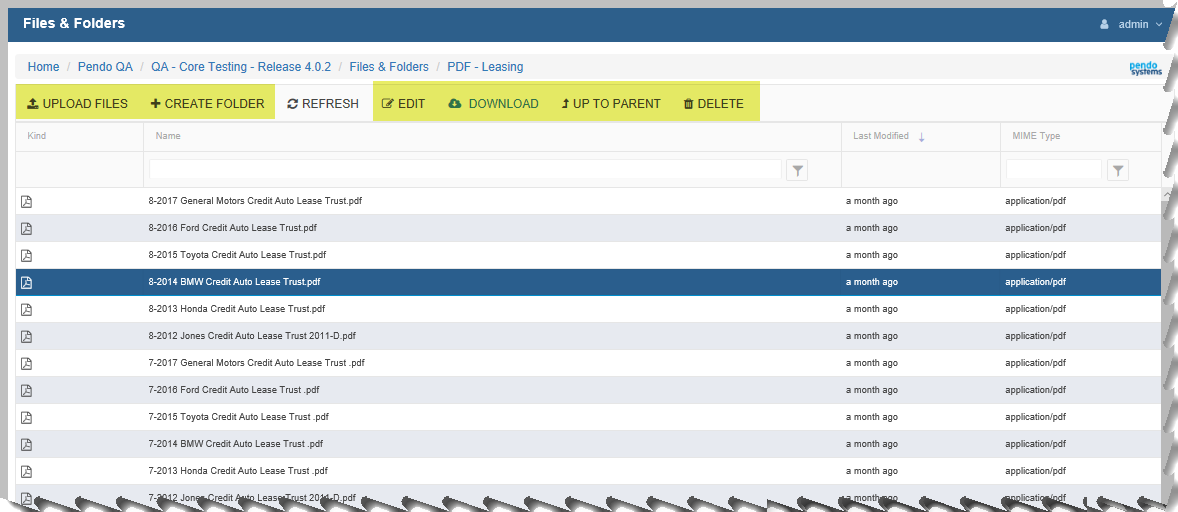 Files & Folders
admin
Home / Pendo QA / QA - Core Testing - Release 4.0.2 / Files & Folders / PDF - Leasing
pendo systems
UPLOAD FILES CREATE FOLDER REFRESH EDIT DOWNLOAD UP TO PARENT DELETE
Kind Name Last Modified MIME Type
8-2017 General Motors Credit Auto Lease Trust.pdf a month ago application/pdf
8-2016 Ford Credit Auto Lease Trust.pdf a month ago application/pdf
8-2015 Toyota Credit Auto Lease Trust.pdf a month ago application/pdf
8-2014 BMW Credit Auto Lease Trust.pdf a month ago application/pdf
8-2013 Honda Credit Auto Lease Trust.pdf a month ago application/pdf
8-2012 Jones Credit Auto Lease Trust 2011-D.pdf a month ago application/pdf
7-2017 General Motors Credit Auto Lease Trust .pdf a month ago application/pdf
7-2016 Ford Credit Auto Lease Trust .pdf a month ago application/pdf
7-2015 Toyota Credit Auto Lease Trust .pdf a month ago application/pdf
7-2014 BMW Credit Auto Lease Trust .pdf a month ago application/pdf
7-2013 Honda Credit Auto Lease Trust .pdf a month ago application/pdf
7-2012 Jones Credit Auto Lease Trust 2011-D.pdf a month ago application/pdf